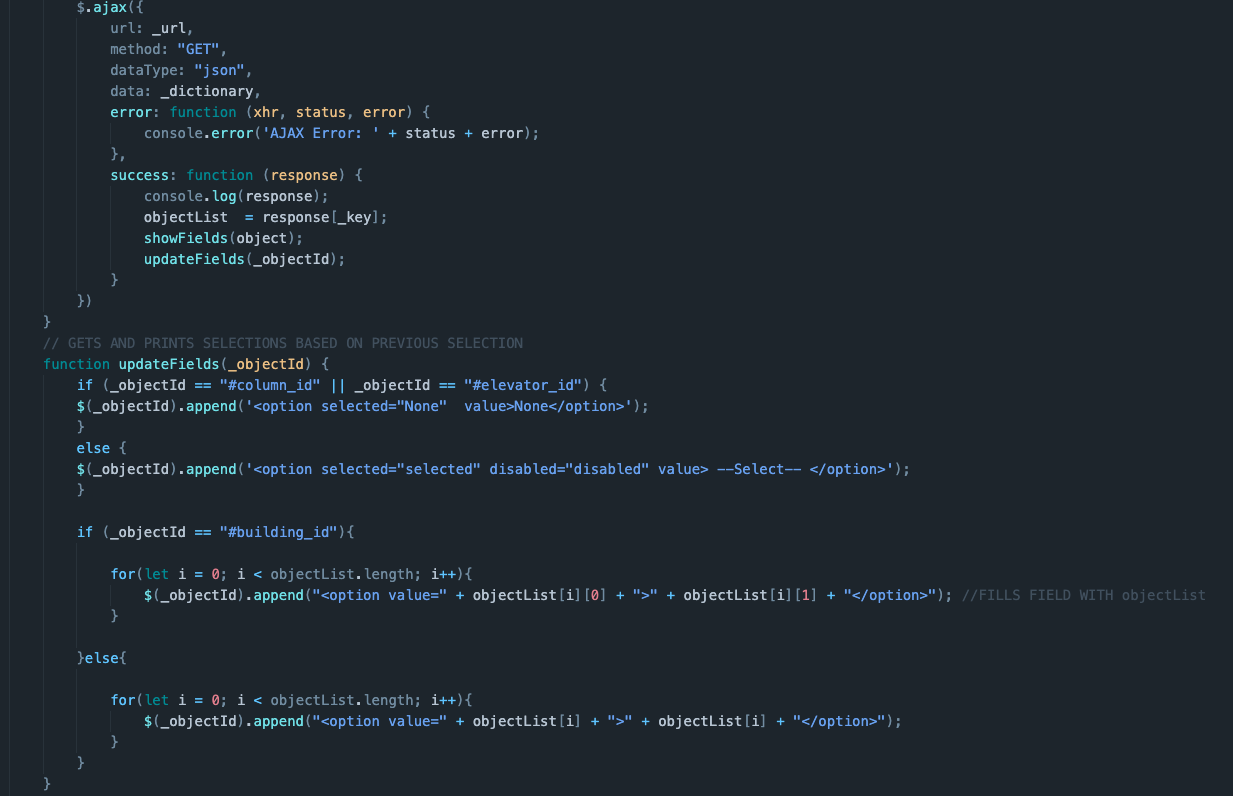 $.ajax({
url: _url,
method: "GET",
dataType: "json",
data: _dictionary,
error: function (xhr, status, error) {
console.error('AJAX Error: ' + status + error);
},
success: function (response) {
console.log(response);
objectList  = response[_key];
showFields(object);
updateFields(_objectId);
}
})
}
// GETS AND PRINTS SELECTIONS BASED ON PREVIOUS SELECTION
function updateFields(_objectId) {
if (_objectId == "#column_id" || _objectId == "#elevator_id") {
$(_objectId).append('<option selected="None"  value>None</option>');
}
else {
$(_objectId).append('<option selected="selected" disabled="disabled" value> --Select-- </option>');
}
if (_objectId == "#building_id"){
for(let i = 0; i < objectList.length; i++){
$(_objectId).append("<option value=" + objectList[i][0] + ">" + objectList[i][1] + "</option>"); //FILLS FIELD WITH objectList
}
}else{
for(let i = 0; i < objectList.length; i++){
$(_objectId).append("<option value=" + objectList[i] + ">" + objectList[i] + "</option>");
}
}
}